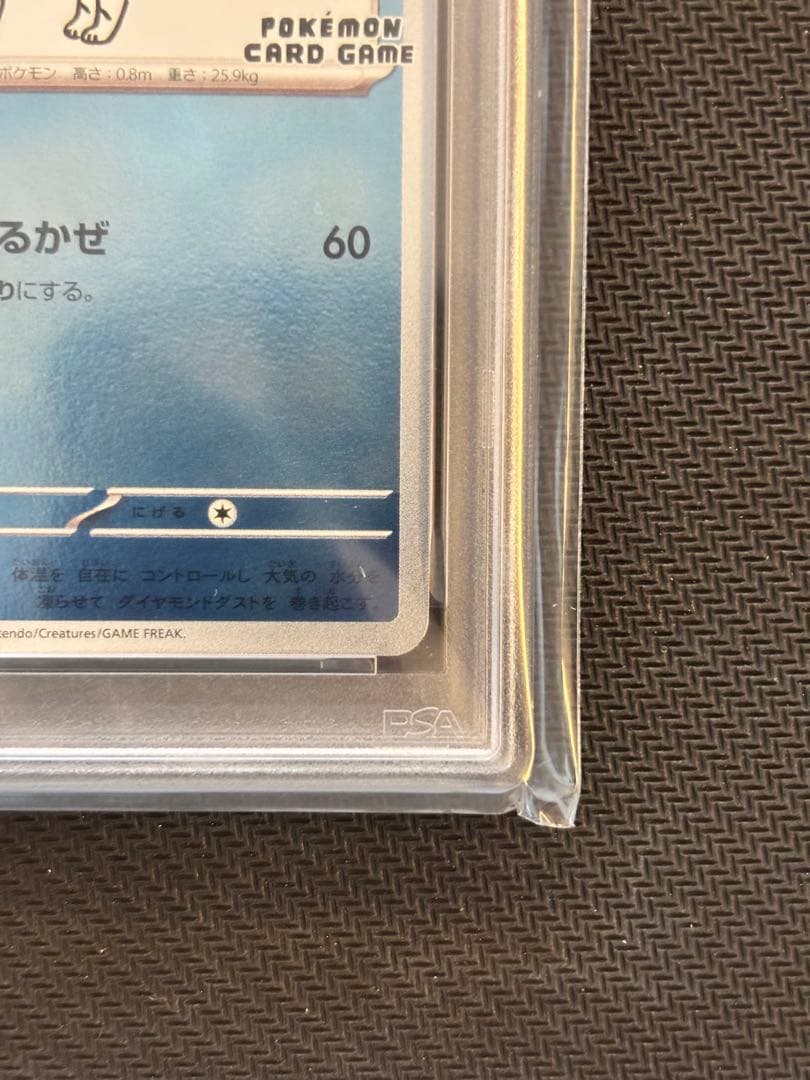 POKÉMON
CARD GAME
ポケモン 高さ：0.8m 重さ：25.9kg
るかぜ 60
りにする。
にげる
体温を 自在に コントロールし 大気の 水分を
凍らせて ダイヤモンドダストを 巻き起こす。
tendo/Creatures/GAME FREAK.
PSA